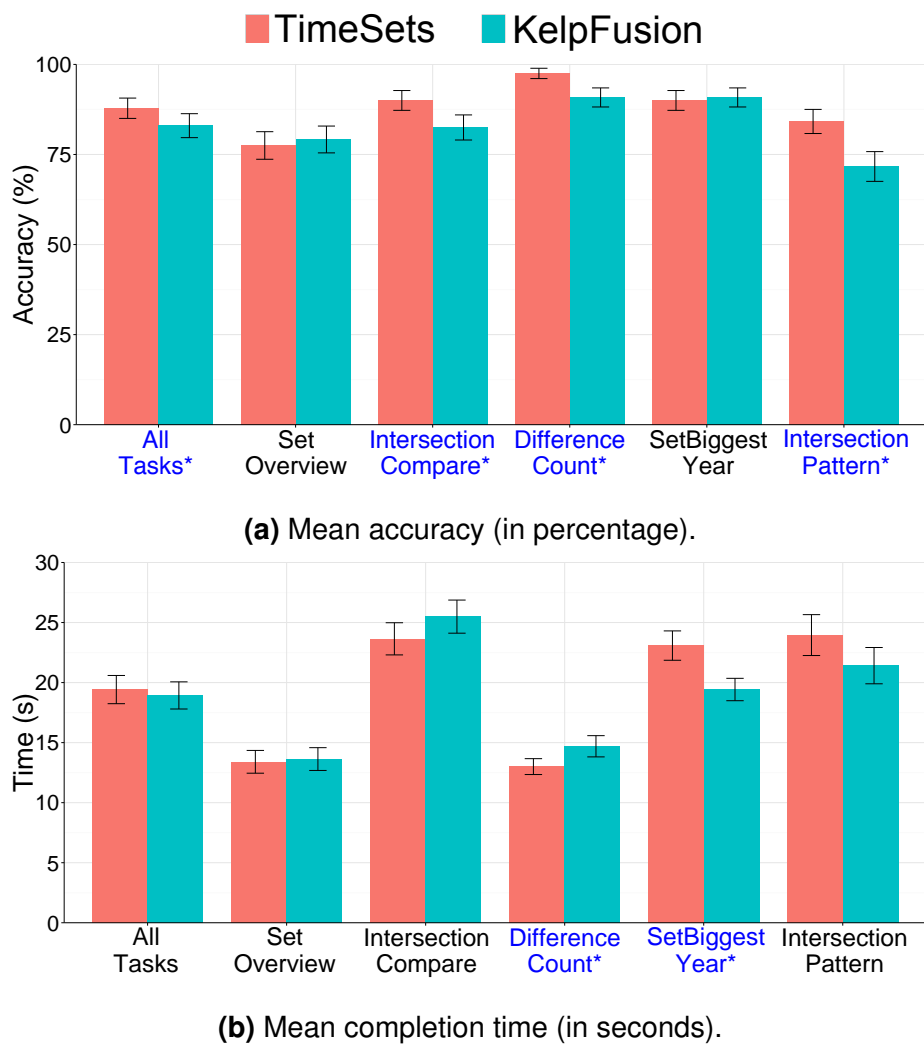 TimeSets KelpFusion
100
75
50
25
0
Accuracy (%)
All Tasks*
Set Overview
Intersection Compare*
Difference Count*
SetBiggest Year
Intersection Pattern*
(a) Mean accuracy (in percentage).
30
25
20
15
10
5
0
Time (s)
All Tasks
Set Overview
Intersection Compare
Difference Count*
SetBiggest Year*
Intersection Pattern
(b) Mean completion time (in seconds).